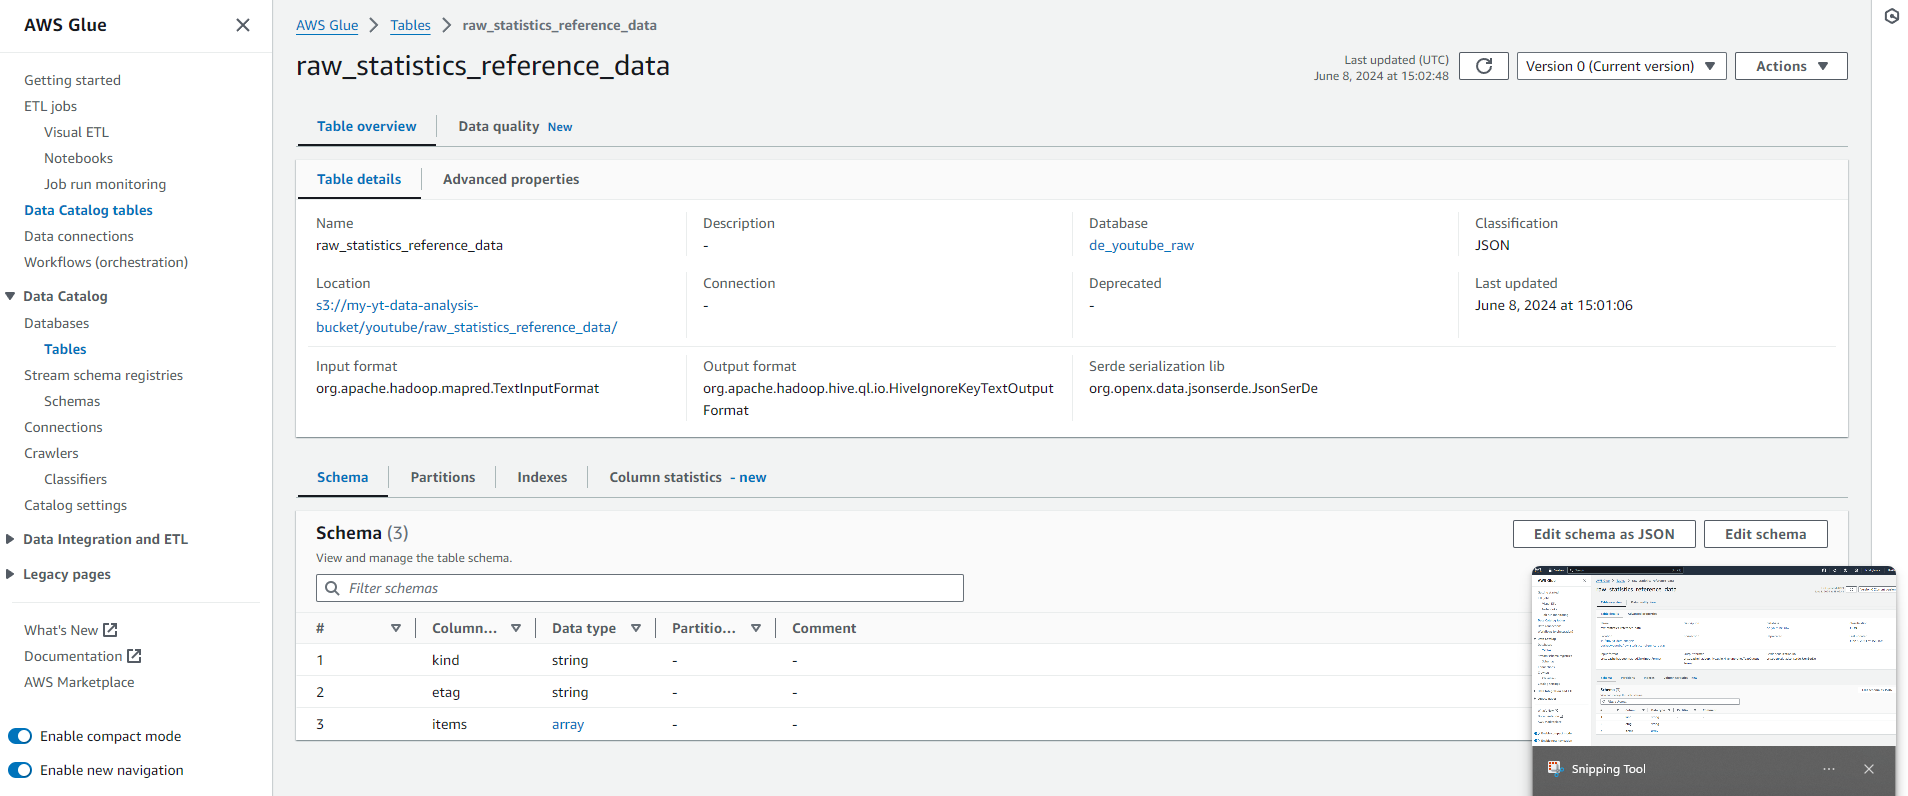 AWS Glue
Getting started
ETL jobs
Visual ETL
Notebooks
Job run monitoring
Data Catalog tables
Data connections
Workflows (orchestration)
Data Catalog
Databases
Tables
Stream schema registries
Schemas
Connections
Crawlers
Classifiers
Catalog settings
Data Integration and ETL
Legacy pages
What's New
Documentation
AWS Marketplace
Enable compact mode
Enable new navigation
AWS Glue Tables raw_statistics_reference_data
raw_statistics_reference_data
Last updated (UTC)
June 8, 2024 at 15:02:48
Version 0 (Current version)
Actions
Table overview Data quality New
Table details Advanced properties
Name
raw_statistics_reference_data
Description
-
Database
de_youtube_raw
Classification
JSON
Location
s3://my-yt-data-analysis-
bucket/youtube/raw_statistics_reference_data/
Connection
-
Deprecated
-
Last updated
June 8, 2024 at 15:01:06
Input format
org.apache.hadoop.mapred.TextInputFormat
Output format
org.apache.hadoop.hive.ql.io.HiveIgnoreKeyTextOutput
Format
Serde serialization lib
org.openx.data.jsonserde.JsonSerDe
Schema Partitions Indexes Column statistics - new
Schema (3)
View and manage the table schema.
Edit schema as JSON
Edit schema
Filter schemas
# Column... Data type Partitio... Comment
1 kind string - -
2 etag string - -
3 items array - -
Snipping Tool